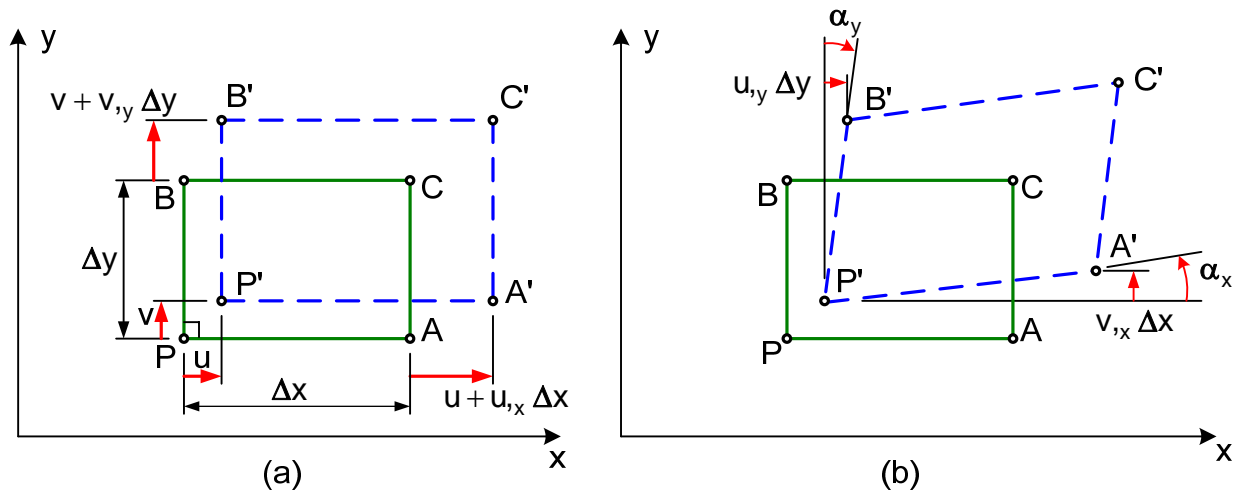 y
v + v,y Δy
B'
C'
B
C
Δy
P'
A'
v
P
u
A
Δx
u + u,x Δx
x
(a)
αy
y
u,y Δy
B'
C'
B
C
A'
P'
αx
v,x Δx
P
A
x
(b)